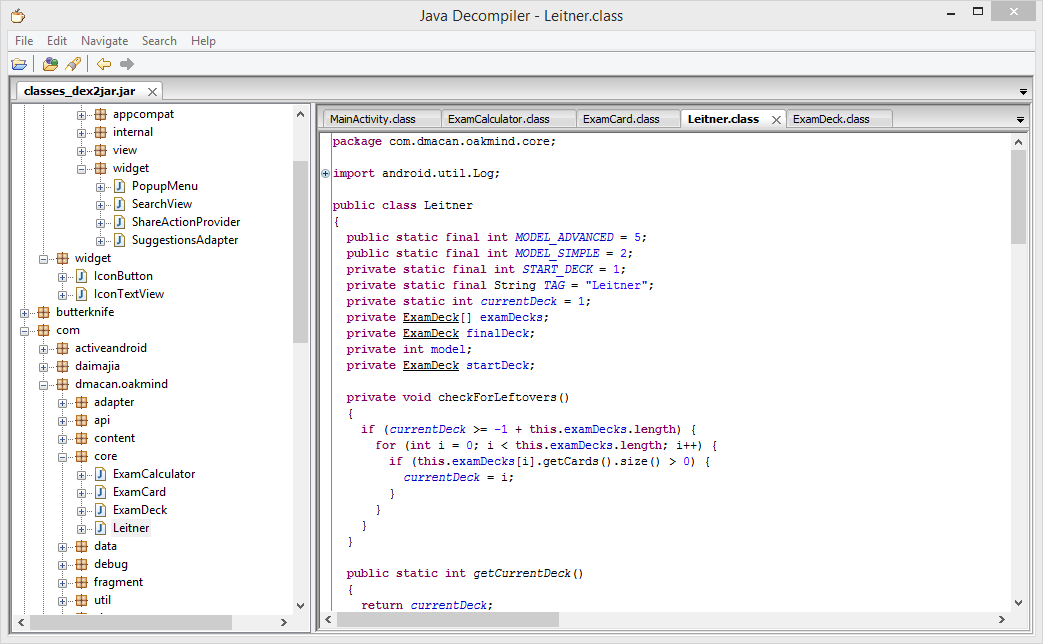 Java Decompiler - Leitner.class
File Edit Navigate Search Help
classes_dex2jar.jar
appcompat
internal
view
widget
PopupMenu
SearchView
ShareActionProvider
SuggestionsAdapter
widget
IconButton
IconTextView
butterknife
com
activeandroid
daimajia
dmacan.oakmind
adapter
api
content
core
ExamCalculator
ExamCard
ExamDeck
Leitner
data
debug
fragment
util
MainActivity.class ExamCalculator.class ExamCard.class Leitner.class ExamDeck.class
package com.dmacan.oakmind.core;
import android.util.Log;
public class Leitner
{
public static final int MODEL_ADVANCED = 5;
public static final int MODEL_SIMPLE = 2;
private static final int START_DECK = 1;
private static final String TAG = "Leitner";
private static int currentDeck = 1;
private ExamDeck[] examDecks;
private ExamDeck finalDeck;
private int model;
private ExamDeck startDeck;
private void checkForLeftovers()
{
if (currentDeck >= -1 + this.examDecks.length) {
for (int i = 0; i < this.examDecks.length; i++) {
if (this.examDecks[i].getCards().size() > 0) {
currentDeck = i;
}
}
}
}
public static int getCurrentDeck()
{
return currentDeck;